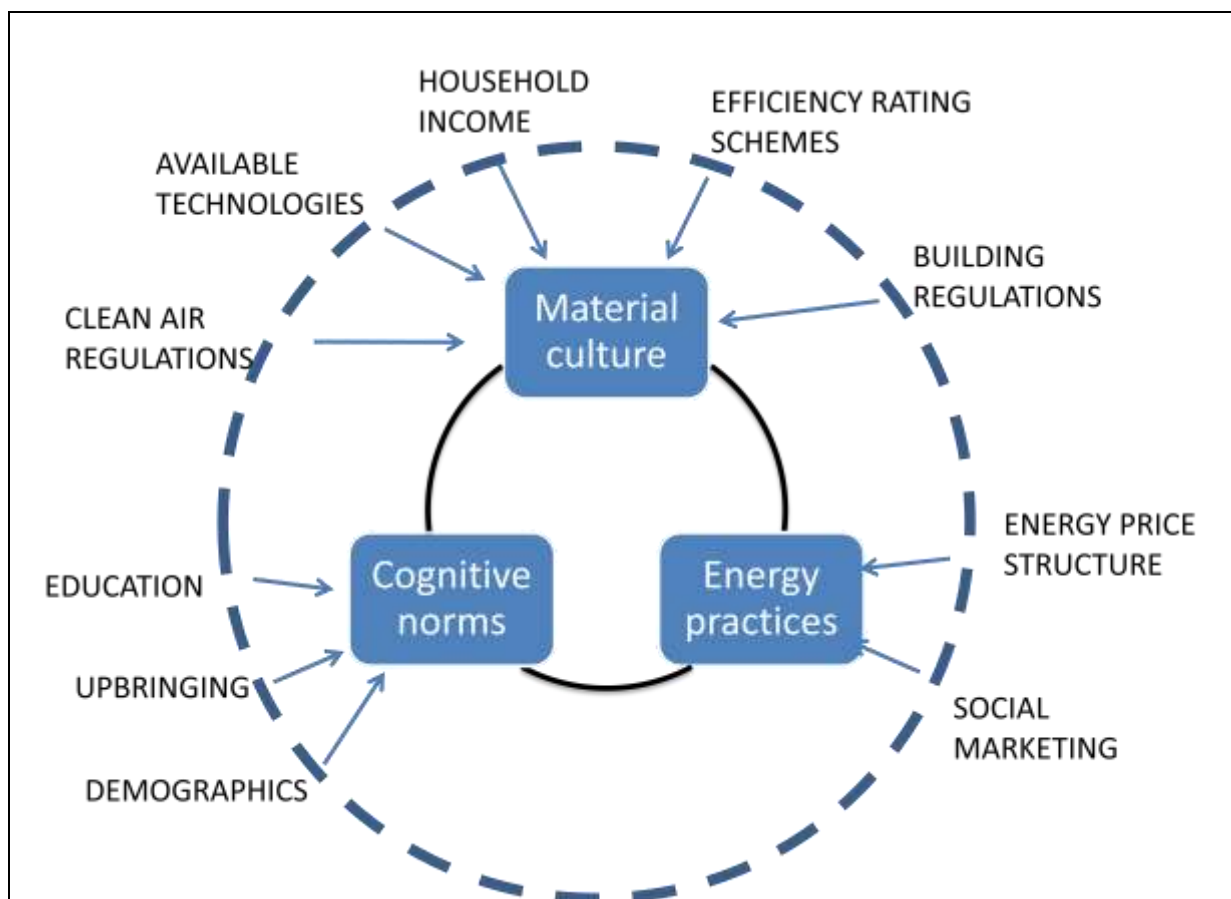 HOUSEHOLD
INCOME
EFFICIENCY RATING
SCHEMES
AVAILABLE
TECHNOLOGIES
BUILDING
REGULATIONS
CLEAN AIR
REGULATIONS
Material
culture
ENERGY PRICE
STRUCTURE
EDUCATION
Cognitive
norms
Energy
practices
UPBRINGING
SOCIAL
MARKETING
DEMOGRAPHICS